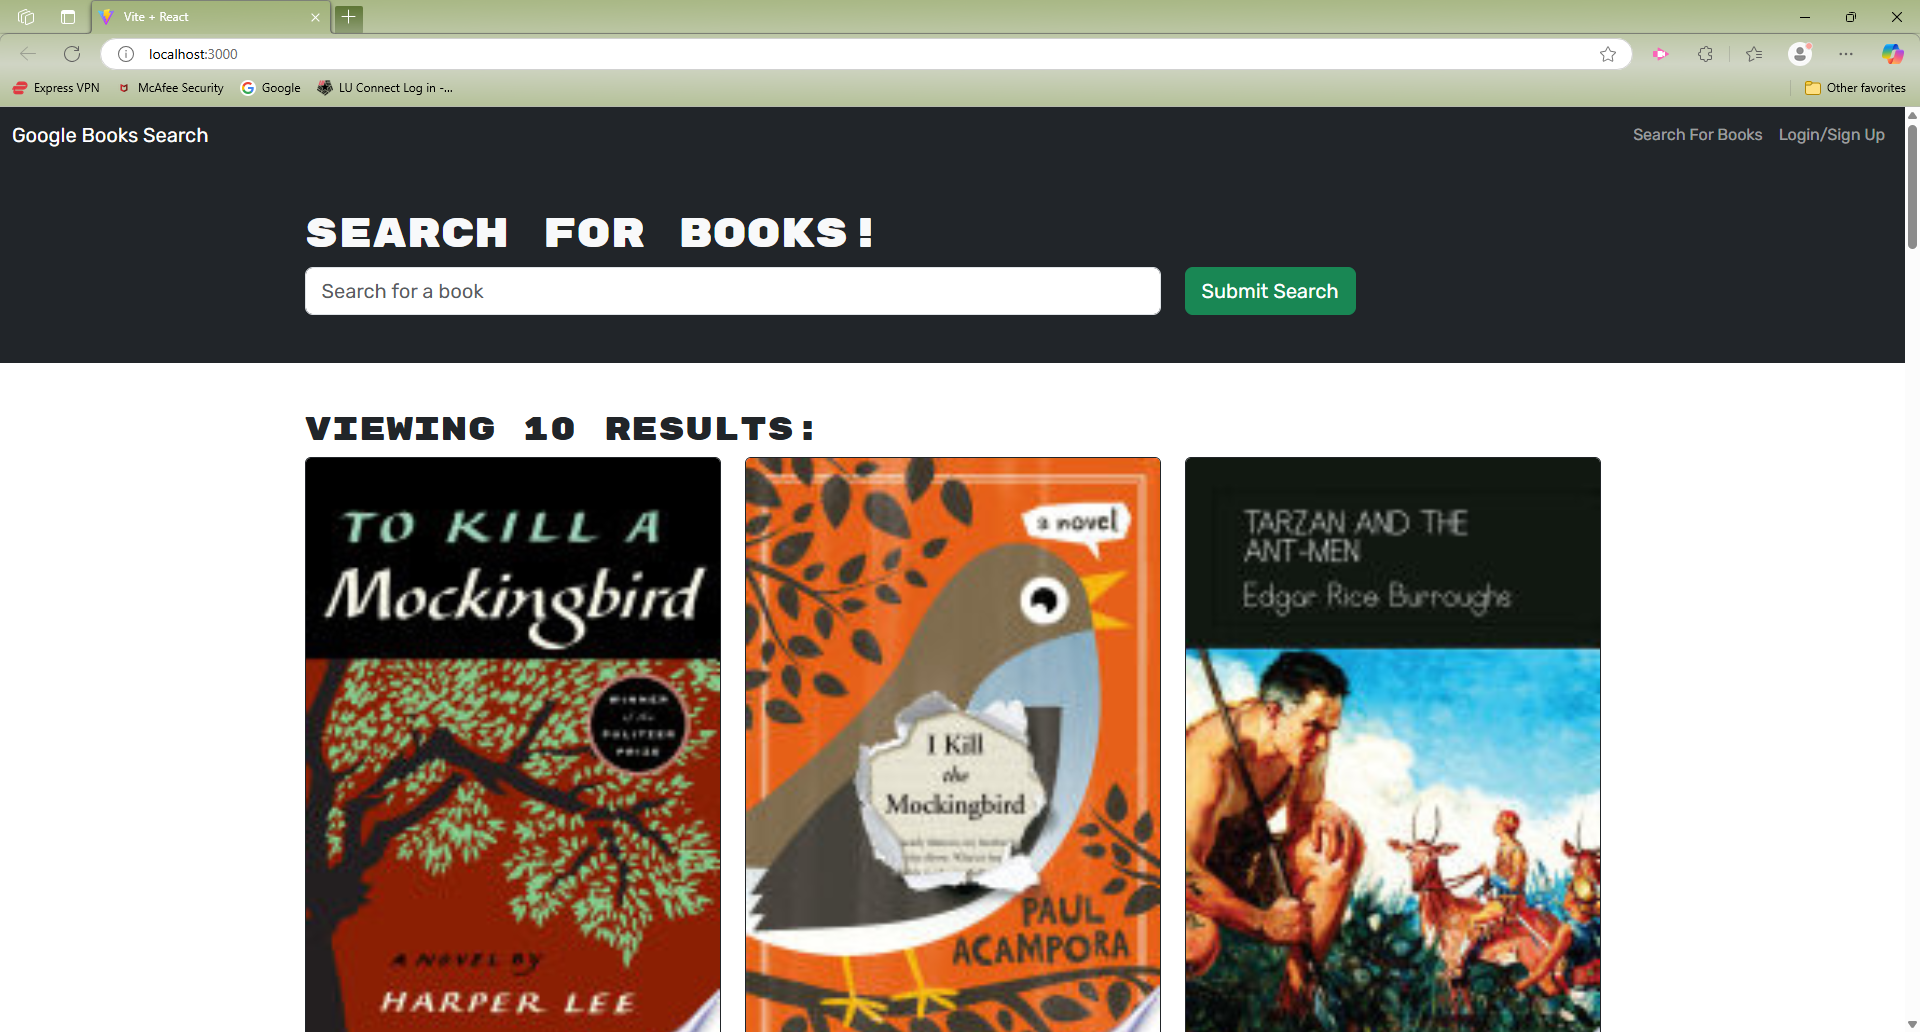 Vite + React
localhost:3000
Express VPN
McAfee Security
Google
LU Connect Log in -...
Other favorites
Google Books Search
Search For Books
Login/Sign Up
SEARCH FOR BOOKS!
Search for a book
Submit Search
VIEWING 10 RESULTS:
TO KILL A
Mockingbird
WINNER
of the
PULITZER
PRIZE
A NOVEL BY
HARPER LEE
a novel
I Kill
the
Mockingbird
PAUL
ACAMPORA
TARZAN AND THE
ANT-MEN
Edgar Rice Burroughs